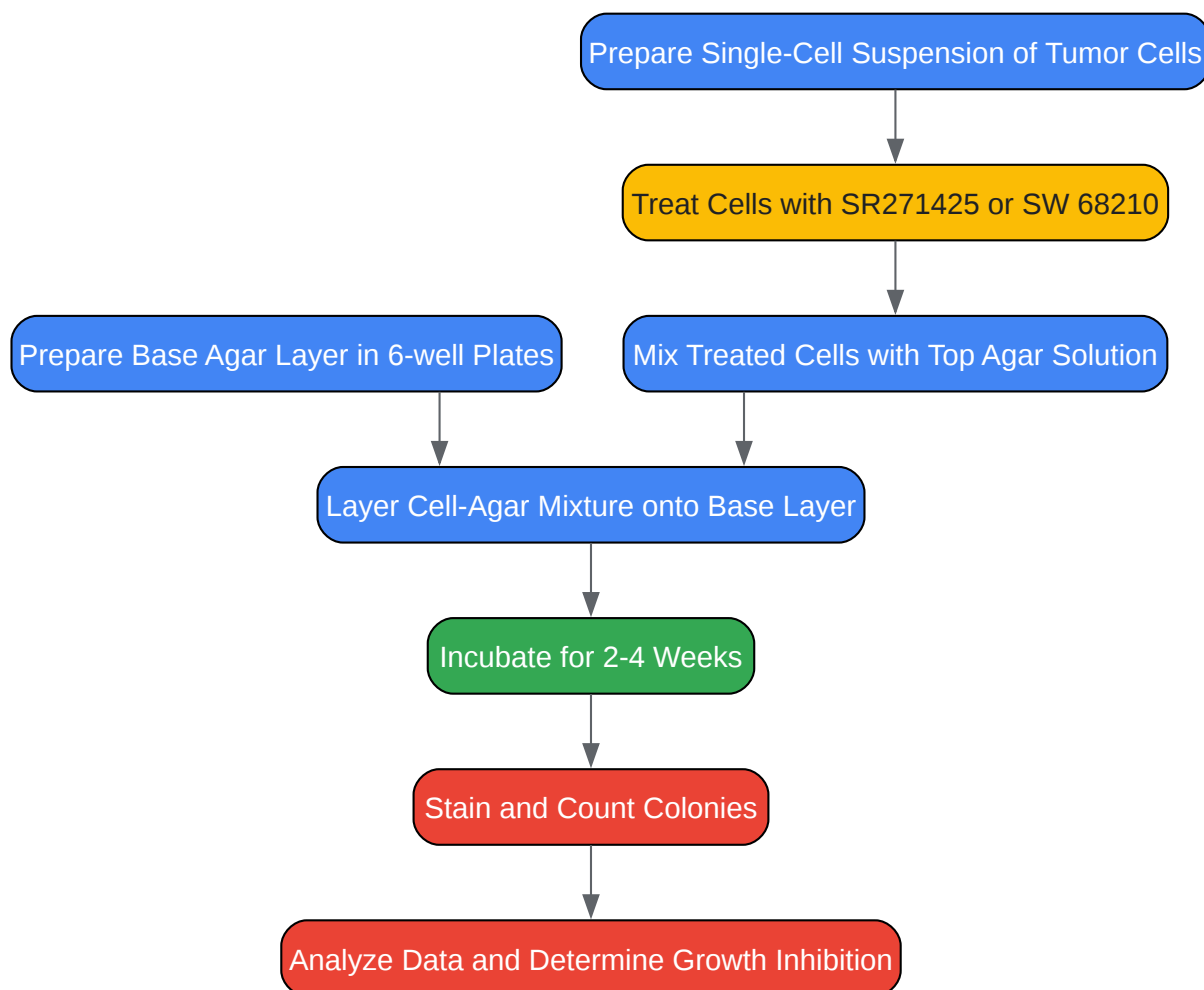 Prepare Single-Cell Suspension of Tumor Cells
Treat Cells with SR271425 or SW 68210
Prepare Base Agar Layer in 6-well Plates
Mix Treated Cells with Top Agar Solution
Layer Cell-Agar Mixture onto Base Layer
Incubate for 2-4 Weeks
Stain and Count Colonies
Analyze Data and Determine Growth Inhibition